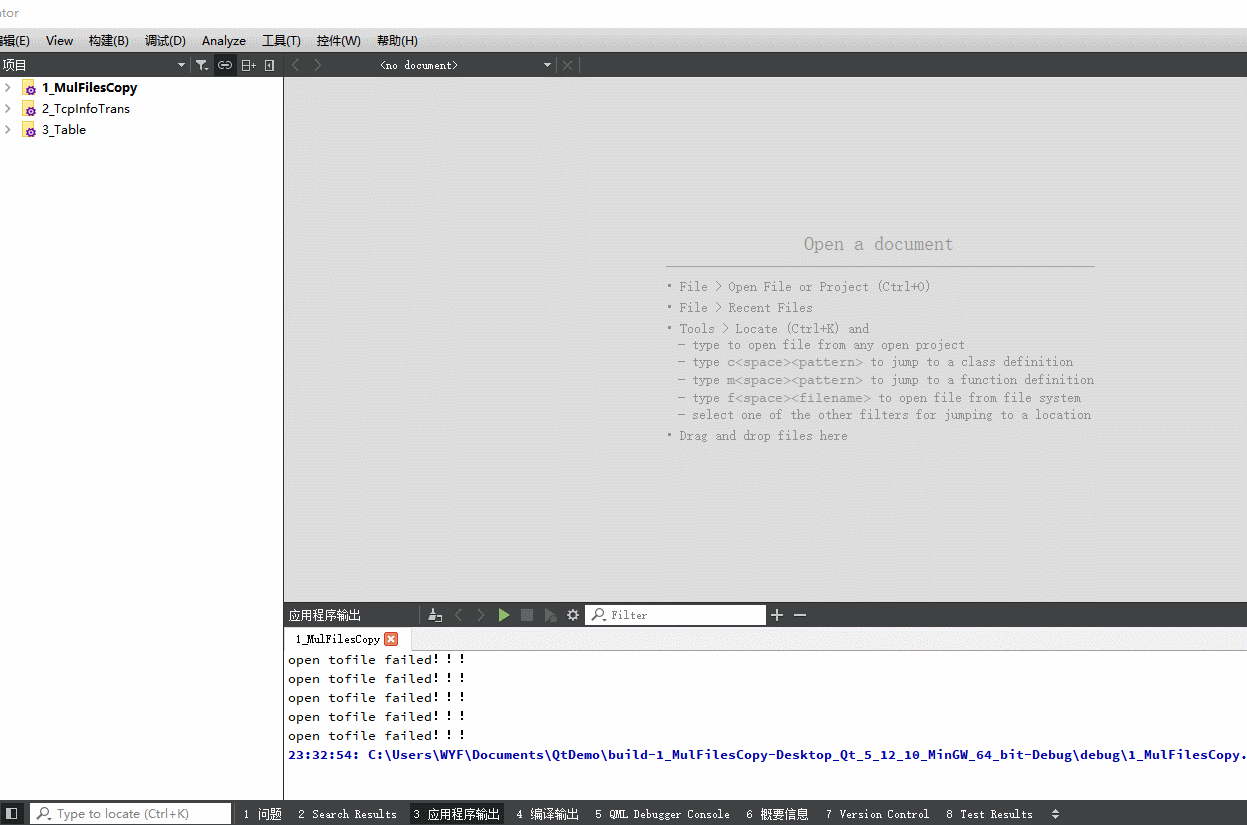 ator
编辑(E) View 构建(B) 调试(D) Analyze 工具(T) 控件(W) 帮助(H)
项目 <no document>
1_MulFilesCopy
2_TcpInfoTrans
3_Table
Open a document
• File > Open File or Project (Ctrl+O)
• File > Recent Files
• Tools > Locate (Ctrl+K) and
- type to open file from any open project
- type c<space><pattern> to jump to a class definition
- type m<space><pattern> to jump to a function definition
- type f<space><filename> to open file from file system
- select one of the other filters for jumping to a location
• Drag and drop files here
应用程序输出 Filter
1_MulFilesCopy
open tofile failed！！！
open tofile failed！！！
open tofile failed！！！
open tofile failed！！！
open tofile failed！！！
23:32:54: C:\Users\WYF\Documents\QtDemo\build-1_MulFilesCopy-Desktop_Qt_5_12_10_MinGW_64_bit-Debug\debug\1_MulFilesCopy.
Type to locate (Ctrl+K) 1 问题 2 Search Results 3 应用程序输出 4 编译输出 5 QML Debugger Console 6 概要信息 7 Version Control 8 Test Results